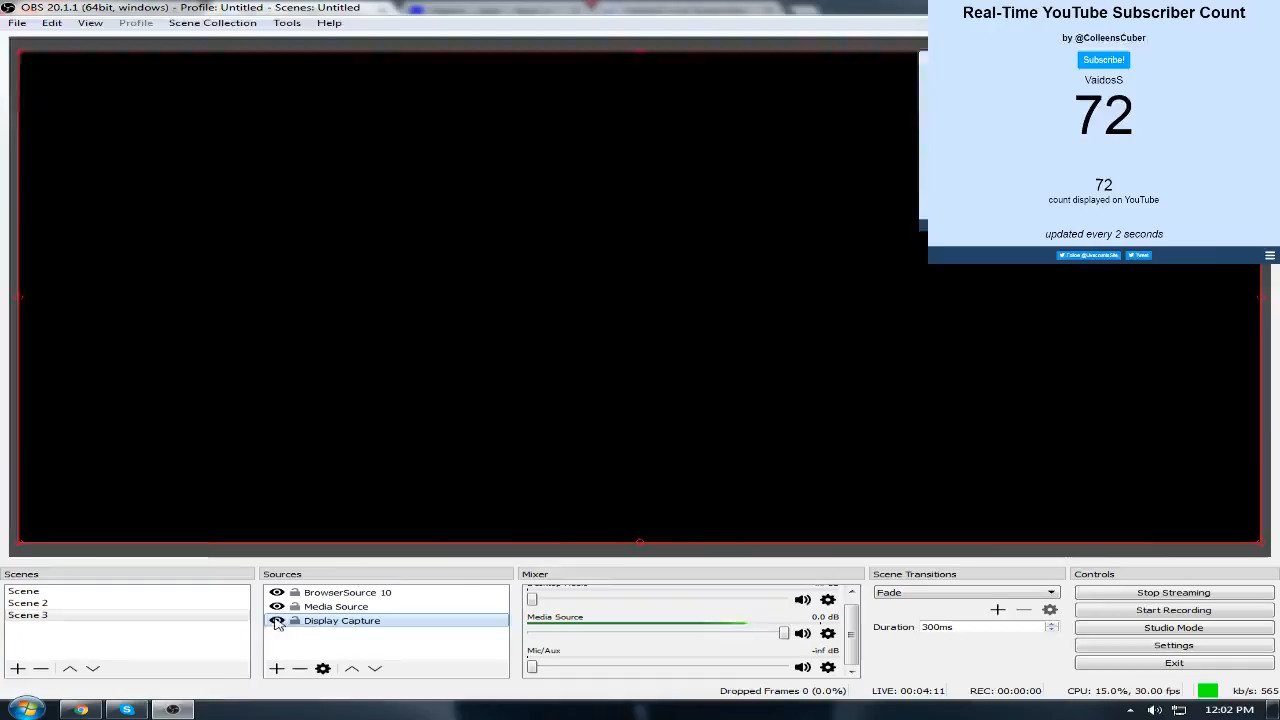 OBS 20.1.1 (64bit, windows) - Profile: Untitled - Scenes: Untitled
File Edit View Profile Scene Collection Tools Help
Real-Time YouTube Subscriber Count
by @ColleensCuber
Subscribe!
VaidosS
72
72
count displayed on YouTube
updated every 2 seconds
Tweet
Scenes
Scene
Scene 2
Scene 3
Sources
BrowserSource 10
Media Source
Display Capture
Mixer
Media Source 0.0 dB
Mic/Aux -inf dB
Scene Transitions
Fade
Duration 300ms
Controls
Stop Streaming
Start Recording
Studio Mode
Settings
Exit
Dropped Frames 0 (0.0%) LIVE: 00:04:11 REC: 00:00:00 CPU: 15.0%, 30.00 fps kb/s: 565
12:02 PM